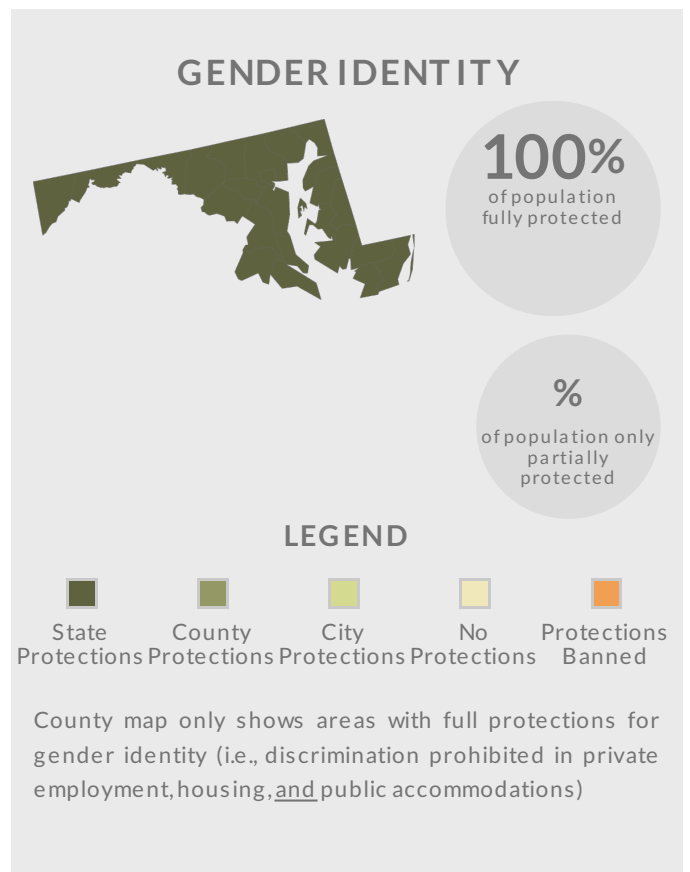 GENDER IDENTITY
100%
of population
fully protected
%
of population only
partially
protected
LEGEND
State
Protections
County
Protections
City
Protections
No
Protections
Protections
Banned
County map only shows areas with full protections for
gender identity (i.e., discrimination prohibited in private
employment, housing, and public accommodations)